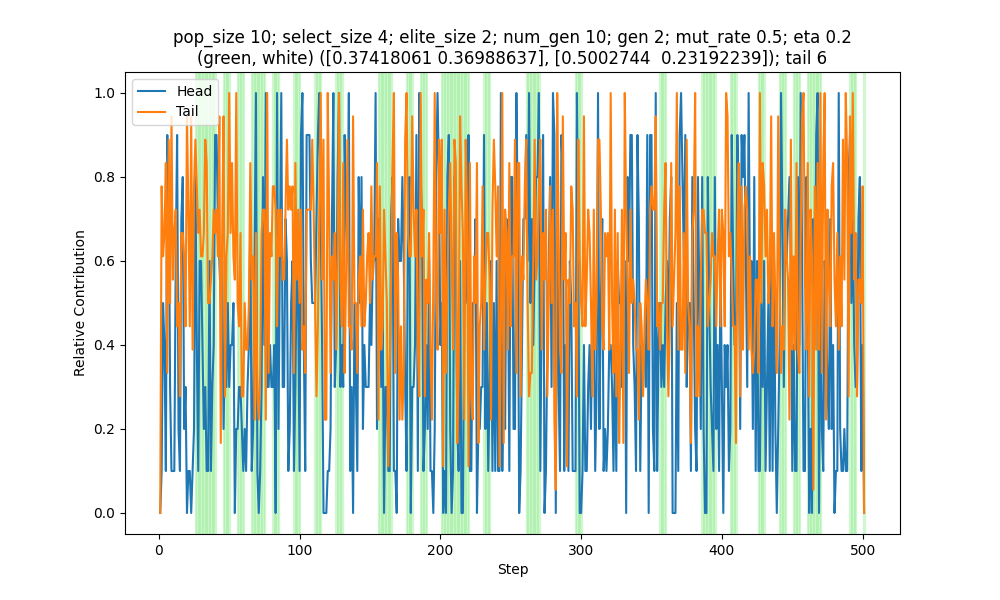 pop_size 10; select_size 4; elite_size 2; num_gen 10; gen 2; mut_rate 0.5; eta 0.2
(green, white) ([0.37418061 0.36988637], [0.5002744  0.23192239]); tail 6
Head
Tail
1.0
0.8
0.6
0.4
0.2
0.0
Relative Contribution
0
100
200
300
400
500
Step